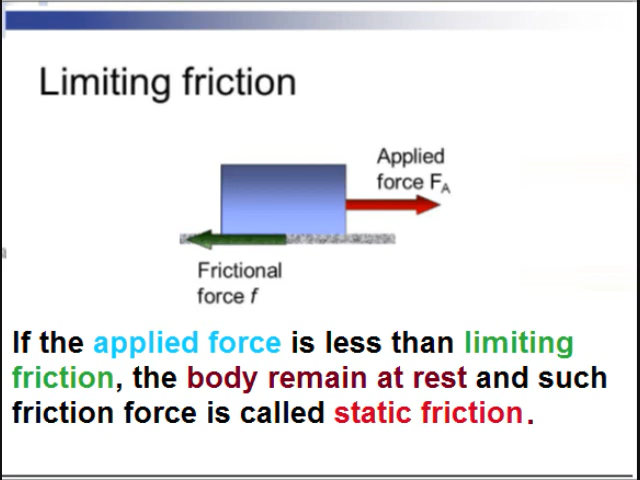 Limiting friction
Applied
force FA
Frictional
force f
If the applied force is less than limiting
friction, the body remain at rest and such
friction force is called static friction.